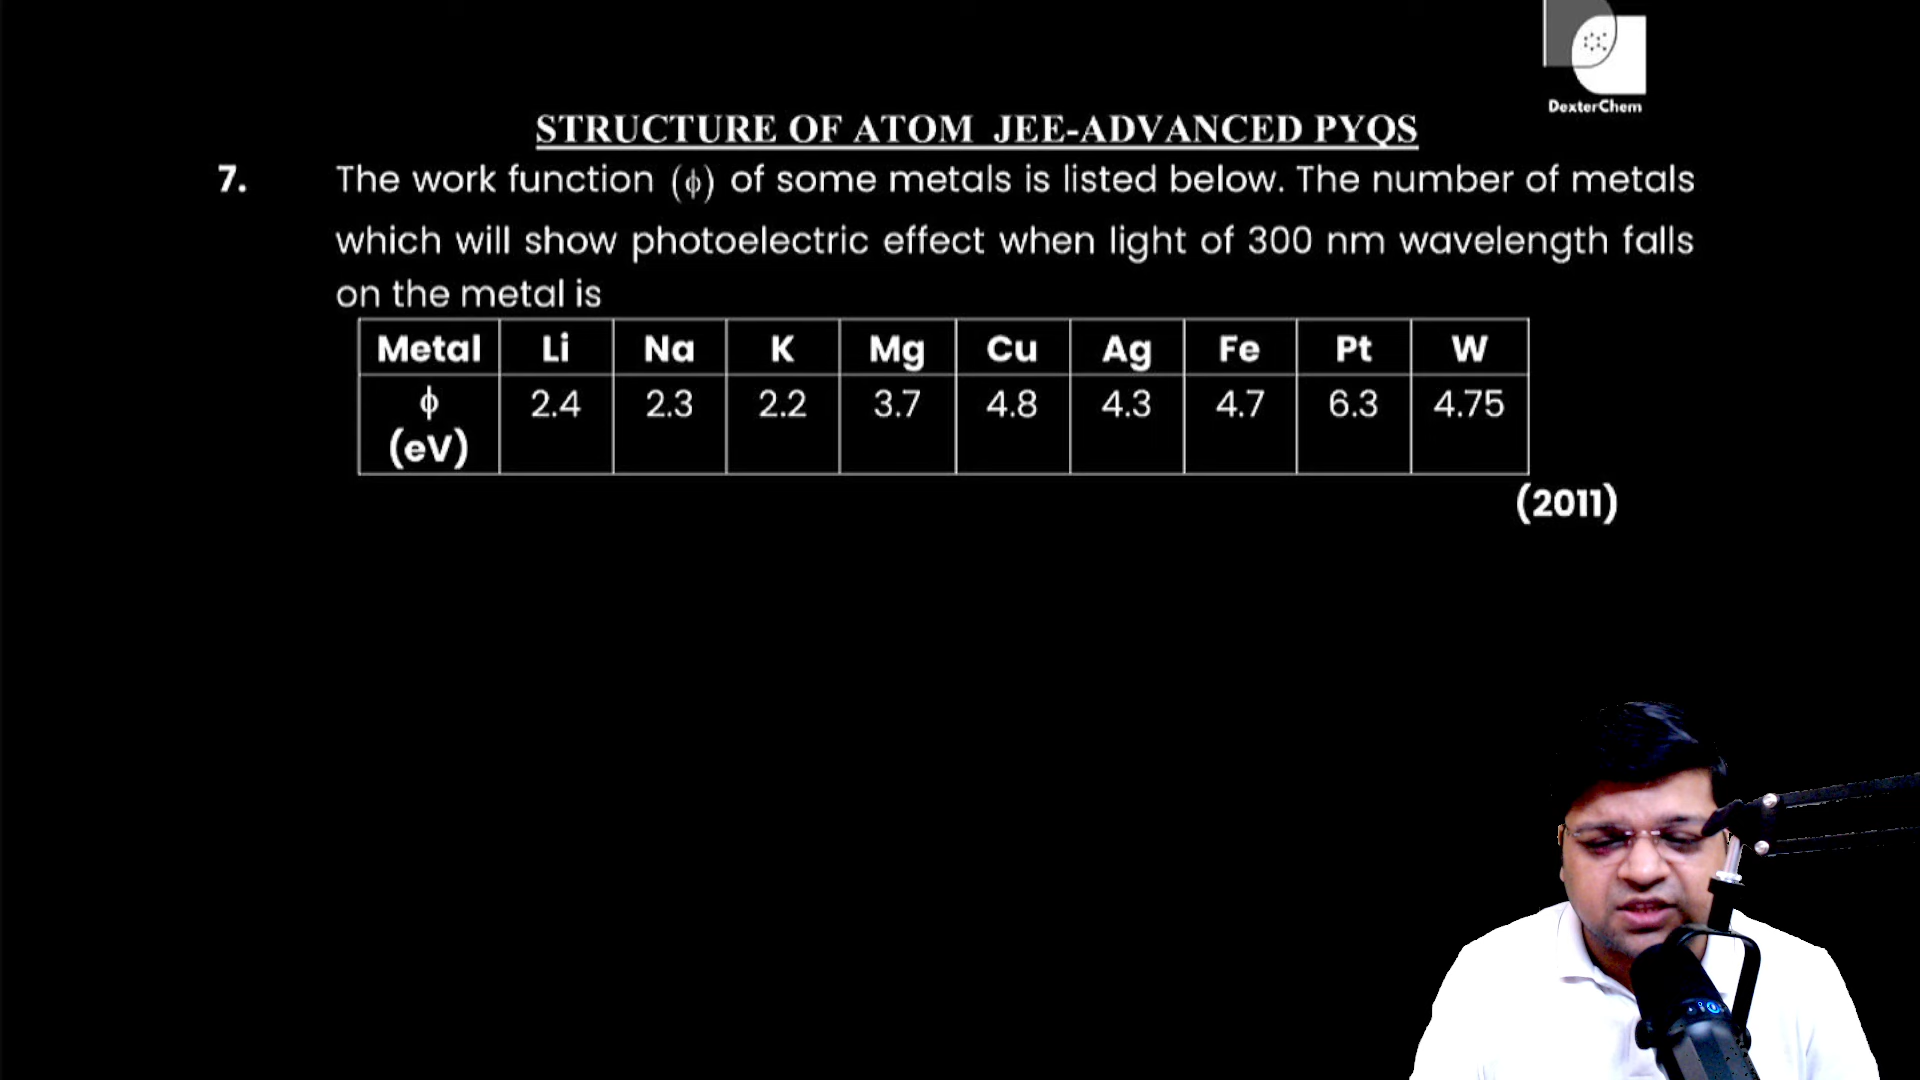 DexterChem
STRUCTURE OF ATOM JEE-ADVANCED PYQS
7. The work function (ϕ) of some metals is listed below. The number of metals
which will show photoelectric effect when light of 300 nm wavelength falls
on the metal is
Metal Li Na K Mg Cu Ag Fe Pt W
ϕ 2.4 2.3 2.2 3.7 4.8 4.3 4.7 6.3 4.75
(eV)
(2011)